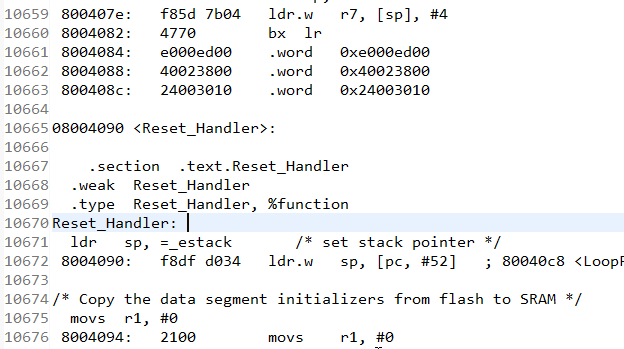 10659 800407e: f85d 7b04 ldr.w r7, [sp], #4
10660 8004082: 4770 bx lr
10661 8004084: e000ed00 .word 0xe000ed00
10662 8004088: 40023800 .word 0x40023800
10663 800408c: 24003010 .word 0x24003010
10664
10665 08004090 <Reset_Handler>:
10666
10667 .section .text.Reset_Handler
10668 .weak Reset_Handler
10669 .type Reset_Handler, %function
10670 Reset_Handler:
10671 ldr sp, =_estack /* set stack pointer */
10672 8004090: f8df d034 ldr.w sp, [pc, #52] ; 80040c8 <LoopF
10673
10674 /* Copy the data segment initializers from flash to SRAM */
10675 movs r1, #0
10676 8004094: 2100 movs r1, #0